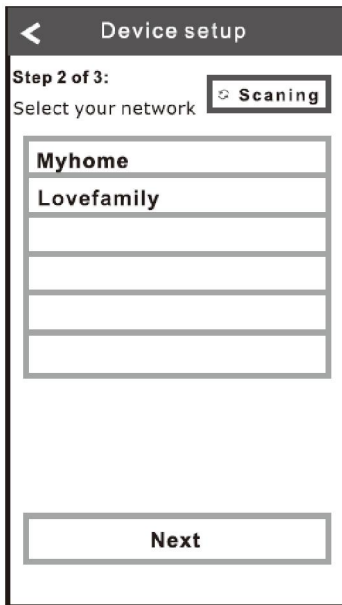 Device setup
Step 2 of 3:
Select your network
Scaning
Myhome
Lovefamily
Next